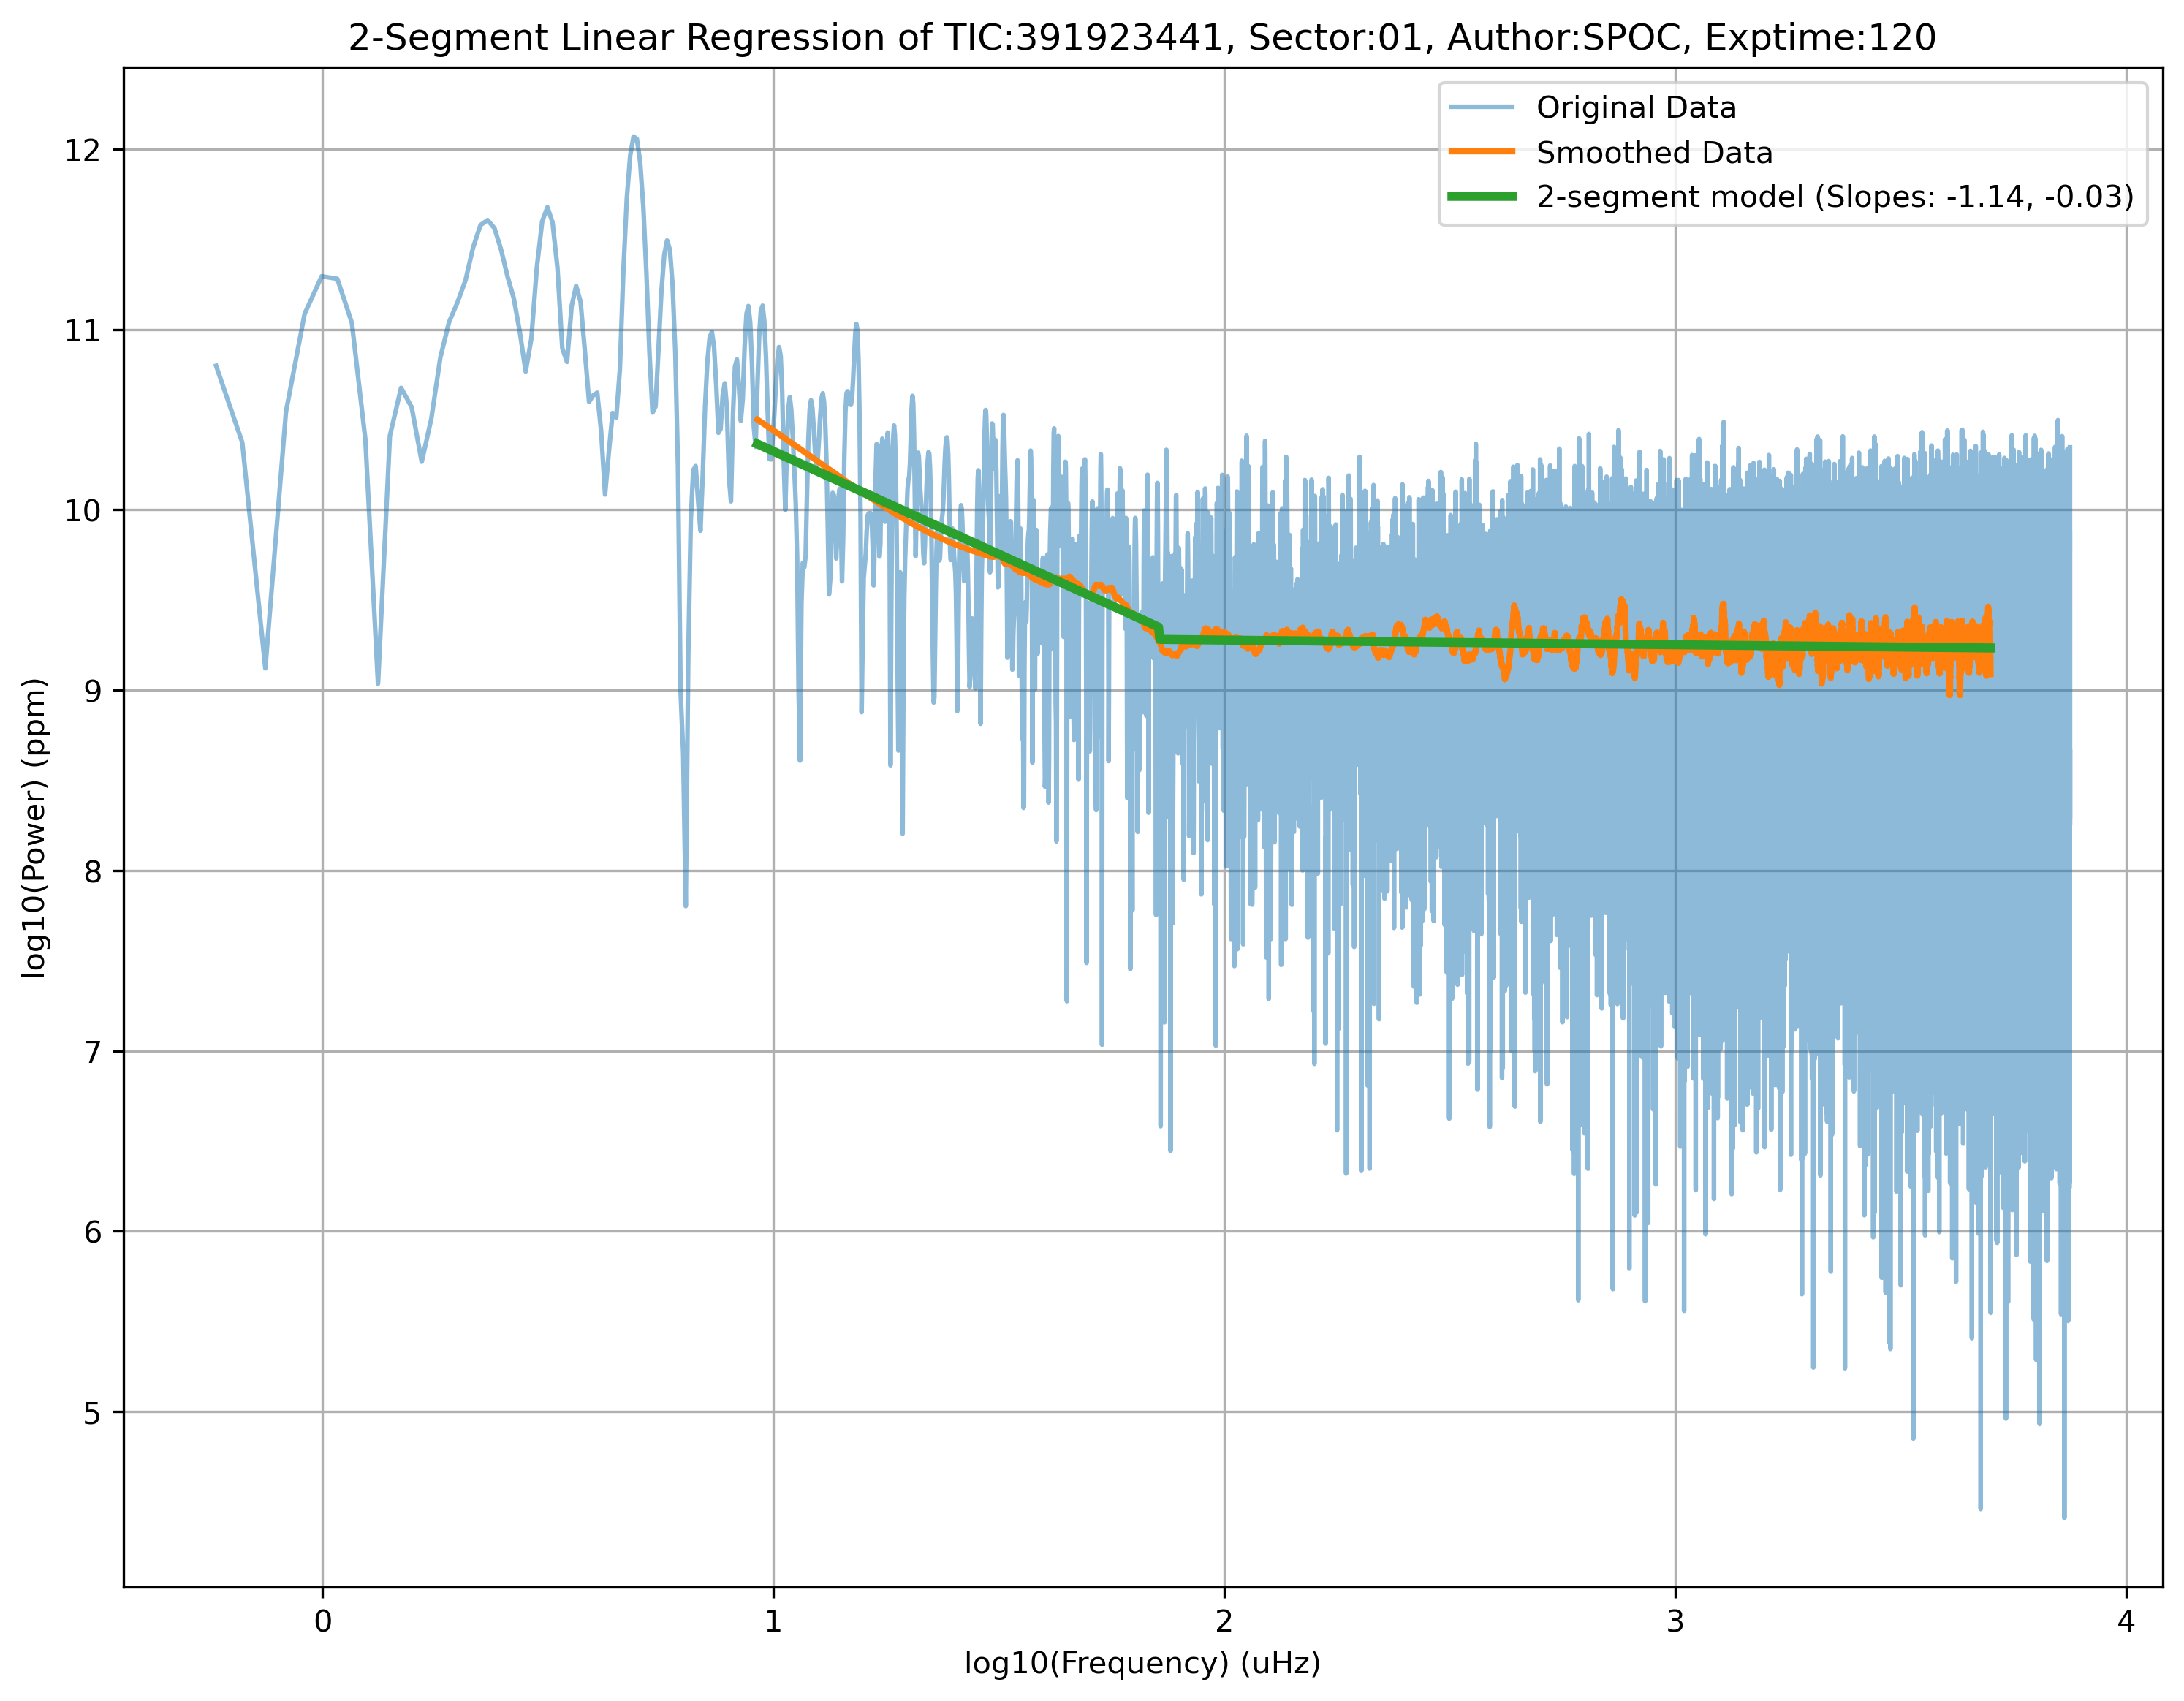 2-Segment Linear Regression of TIC:391923441, Sector:01, Author:SPOC, Exptime:120
Original Data
Smoothed Data
2-segment model (Slopes: -1.14, -0.03)
log10(Power) (ppm)
12
11
10
9
8
7
6
5
0 1 2 3 4
log10(Frequency) (uHz)